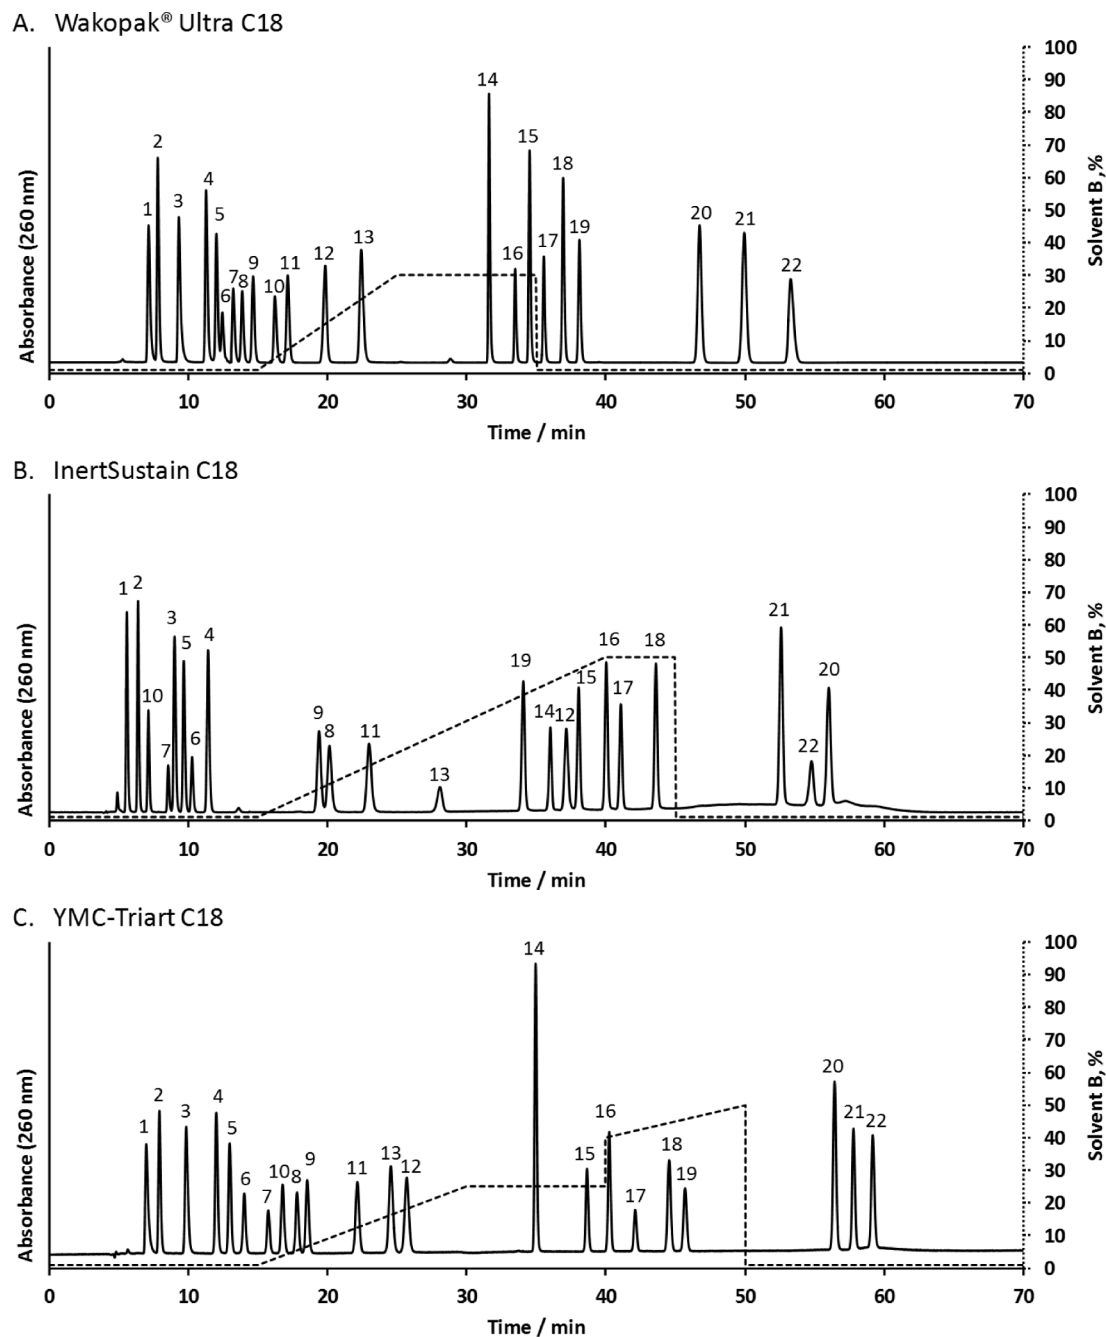 A. Wakopak® Ultra C18
Absorbance (260 nm)
1 2 3 4 5 6 7 8 9 10 11 12 13 14 15 16 17 18 19 20 21 22
100
90
80
70
60
50
40
30
20
10
0
Solvent B ,%
0 10 20 30 40 50 60 70
Time / min
B. InertSustain C18
Absorbance (260 nm)
1 2 10 7 3 5 6 4 9 8 11 13 19 14 12 15 16 17 18 21 22 20
100
90
80
70
60
50
40
30
20
10
0
Solvent B, %
0 10 20 30 40 50 60 70
Time / min
C. YMC-Triart C18
Absorbance (260 nm)
1 2 3 4 5 6 7 10 8 9 11 13 12 14 15 16 17 18 19 20 21 22
100
90
80
70
60
50
40
30
20
10
0
Solvent B, %
0 10 20 30 40 50 60 70
Time / min